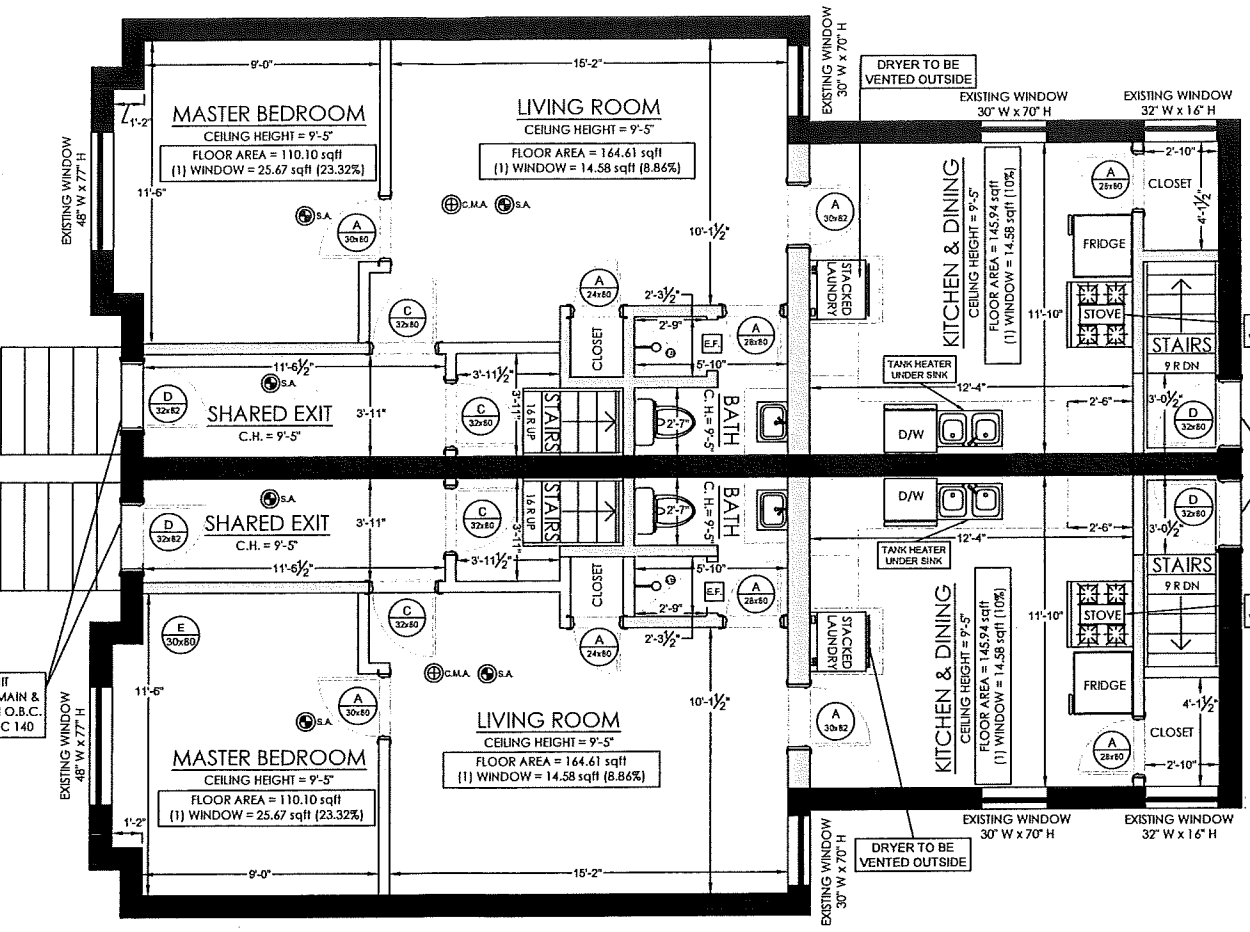 EXISTING WINDOW
30" W x 70" H
DRYER TO BE
VENTED OUTSIDE
EXISTING WINDOW
30" W x 70" H
EXISTING WINDOW
32" W x 16" H
9'-0"
15'-2"
1'-2"
MASTER BEDROOM
CEILING HEIGHT = 9'-5"
FLOOR AREA = 110.10 sqft
(1) WINDOW = 25.67 sqft (23.32%)
LIVING ROOM
CEILING HEIGHT = 9'-5"
FLOOR AREA = 164.61 sqft
(1) WINDOW = 14.58 sqft (8.86%)
EXISTING WINDOW
48" W x 77" H
11'-6"
S.A.
A
30x80
C.M.A.
S.A.
10'-1½"
A
30x82
KITCHEN & DINING
CEILING HEIGHT = 9'-5"
FLOOR AREA = 145.94 sqft
(1) WINDOW = 14.58 sqft (10%)
A
28x80
2'-10"
CLOSET
4'-1½"
FRIDGE
STACKED
LAUNDRY
A
24x80
2'-3½"
C
32x80
CLOSET
2'-9"
E.F.
A
28x80
5'-10"
11'-10"
STOVE
STAIRS
9 R DN
TANK HEATER
UNDER SINK
12'-4"
2'-6"
3'-0½"
D
32x82
D/W
11'-6½"
S.A.
D
32x82
SHARED EXIT
C.H. = 9'-5"
3'-11"
3'-11½"
3'-11"
C
32x80
STAIRS
16 R UP
2'-7"
BATH
C.H. = 9'-5"
S.A.
D
32x82
SHARED EXIT
C.H. = 9'-5"
3'-11"
11'-6½"
C
32x80
3'-11"
3'-11½"
STAIRS
16 R UP
2'-7"
BATH
C.H. = 9'-5"
D/W
TANK HEATER
UNDER SINK
2'-6"
12'-4"
3'-0½"
D
32x82
STAIRS
9 R DN
5'-10"
CLOSET
2'-9"
E.F.
A
28x80
2'-3½"
C
32x80
E
30x80
A
24x80
STACKED
LAUNDRY
11'-10"
STOVE
FRIDGE
KITCHEN & DINING
CEILING HEIGHT = 9'-5"
FLOOR AREA = 145.94 sqft
(1) WINDOW = 14.58 sqft (10%)
MAIN &
O.B.C.
C 140
EXISTING WINDOW
48" W x 77" H
11'-6"
A
30x80
S.A.
C.M.A.
S.A.
10'-1½"
A
30x82
4'-1½"
CLOSET
A
28x80
2'-10"
LIVING ROOM
CEILING HEIGHT = 9'-5"
FLOOR AREA = 164.61 sqft
(1) WINDOW = 14.58 sqft (8.86%)
MASTER BEDROOM
CEILING HEIGHT = 9'-5"
FLOOR AREA = 110.10 sqft
(1) WINDOW = 25.67 sqft (23.32%)
1'-2"
9'-0"
15'-2"
EXISTING WINDOW
30" W x 70" H
DRYER TO BE
VENTED OUTSIDE
EXISTING WINDOW
30" W x 70" H
EXISTING WINDOW
32" W x 16" H